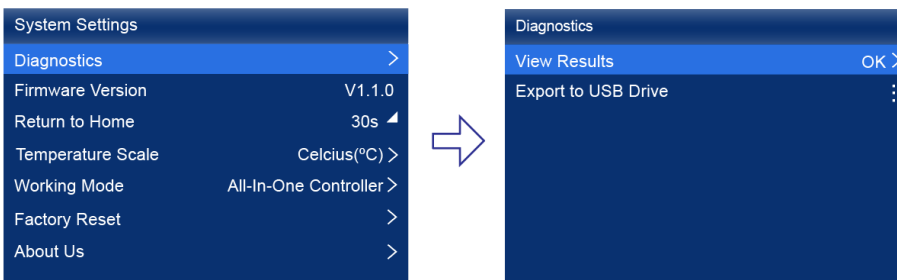 System Settings
Diagnostics
Firmware Version V1.1.0
Return to Home 30s
Temperature Scale Celcius(ºC)
Working Mode All-In-One Controller
Factory Reset
About Us
Diagnostics
View Results OK
Export to USB Drive